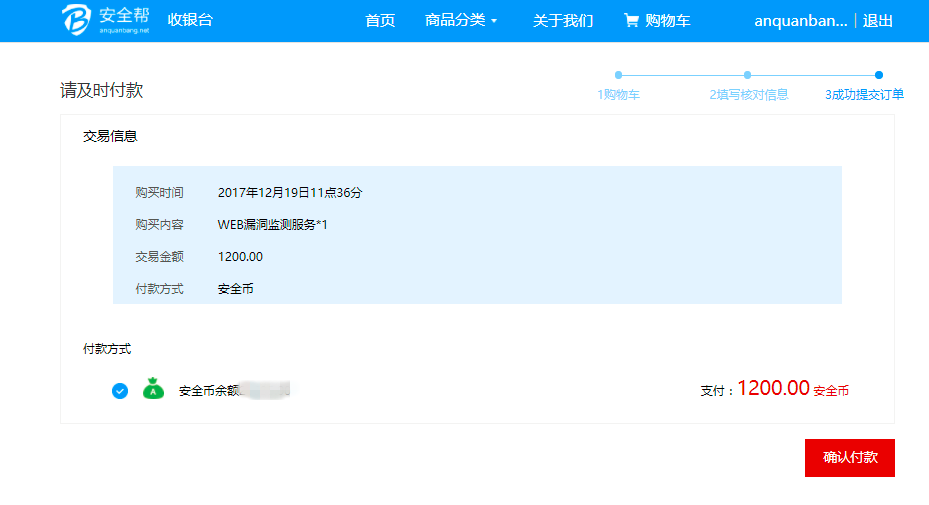 安全帮 收银台 首页 商品分类 关于我们 购物车 anquanban... | 退出
anquanbang.net
请及时付款
1购物车 2填写核对信息 3成功提交订单
交易信息
购买时间 2017年12月19日11点36分
购买内容 WEB漏洞监测服务*1
交易金额 1200.00
付款方式 安全币
付款方式
A 安全币余额 支付：1200.00 安全币
确认付款